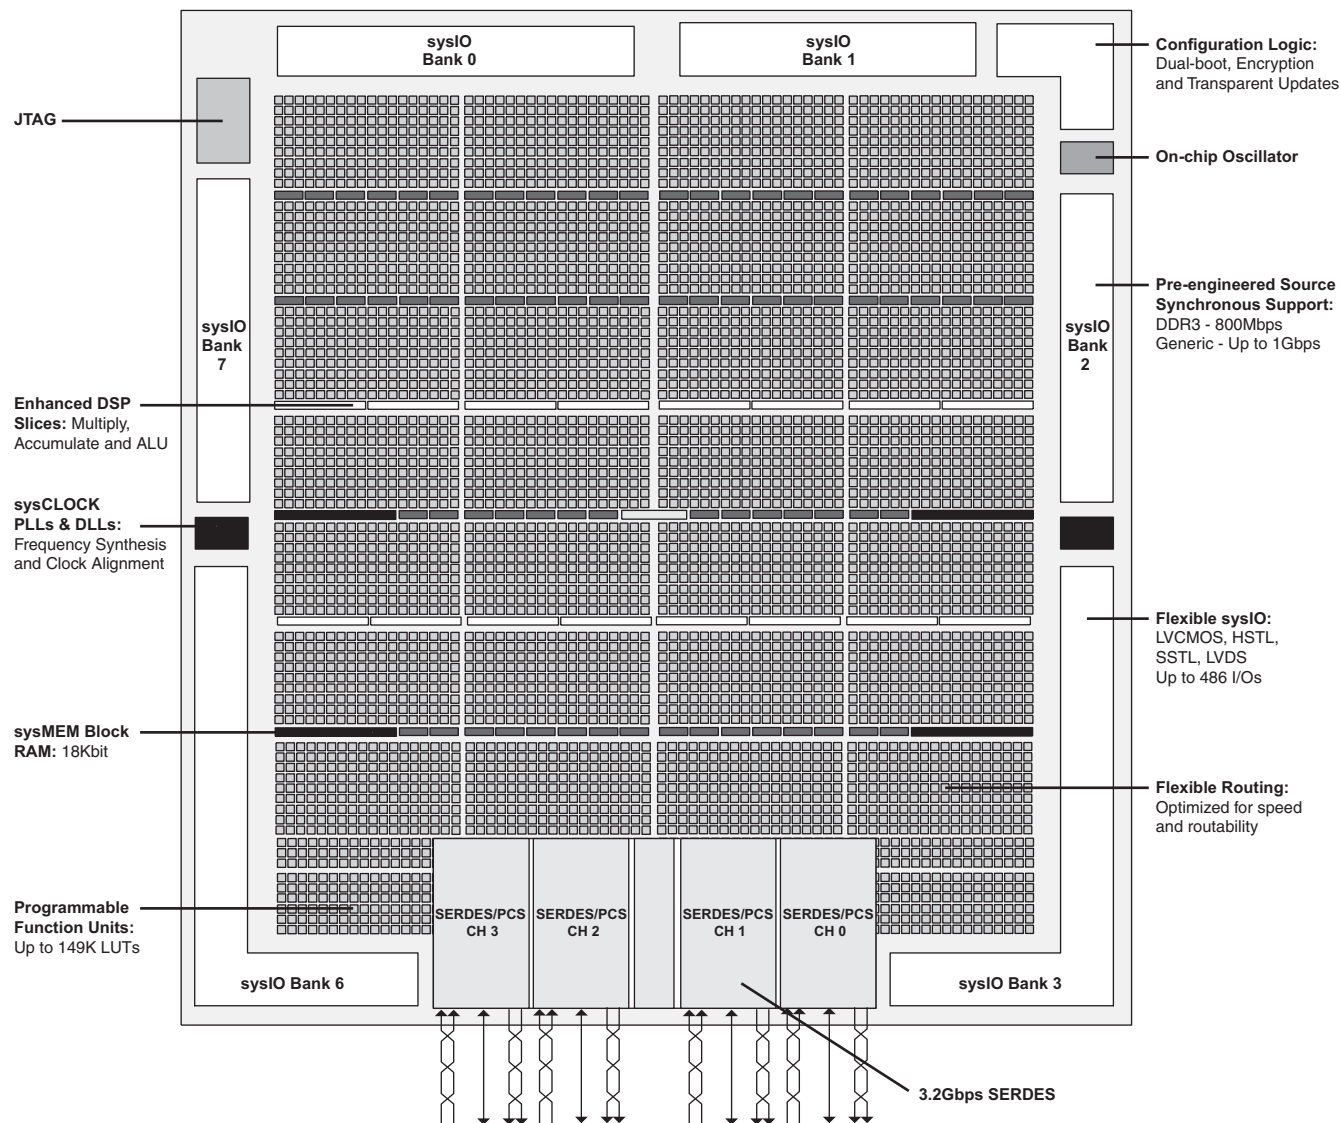 sysIO
Bank 0
sysIO
Bank 1
Configuration Logic:
Dual-boot, Encryption
and Transparent Updates
JTAG
On-chip Oscillator
Pre-engineered Source
Synchronous Support:
DDR3 - 800Mbps
Generic - Up to 1Gbps
sysIO
Bank
7
sysIO
Bank
2
Enhanced DSP
Slices: Multiply,
Accumulate and ALU
sysCLOCK
PLLs & DLLs:
Frequency Synthesis
and Clock Alignment
Flexible sysIO:
LVCMOS, HSTL,
SSTL, LVDS
Up to 486 I/Os
sysMEM Block
RAM: 18Kbit
Flexible Routing:
Optimized for speed
and routability
Programmable
Function Units:
Up to 149K LUTs
SERDES/PCS
CH 3
SERDES/PCS
CH 2
SERDES/PCS
CH 1
SERDES/PCS
CH 0
sysIO Bank 6
sysIO Bank 3
3.2Gbps SERDES